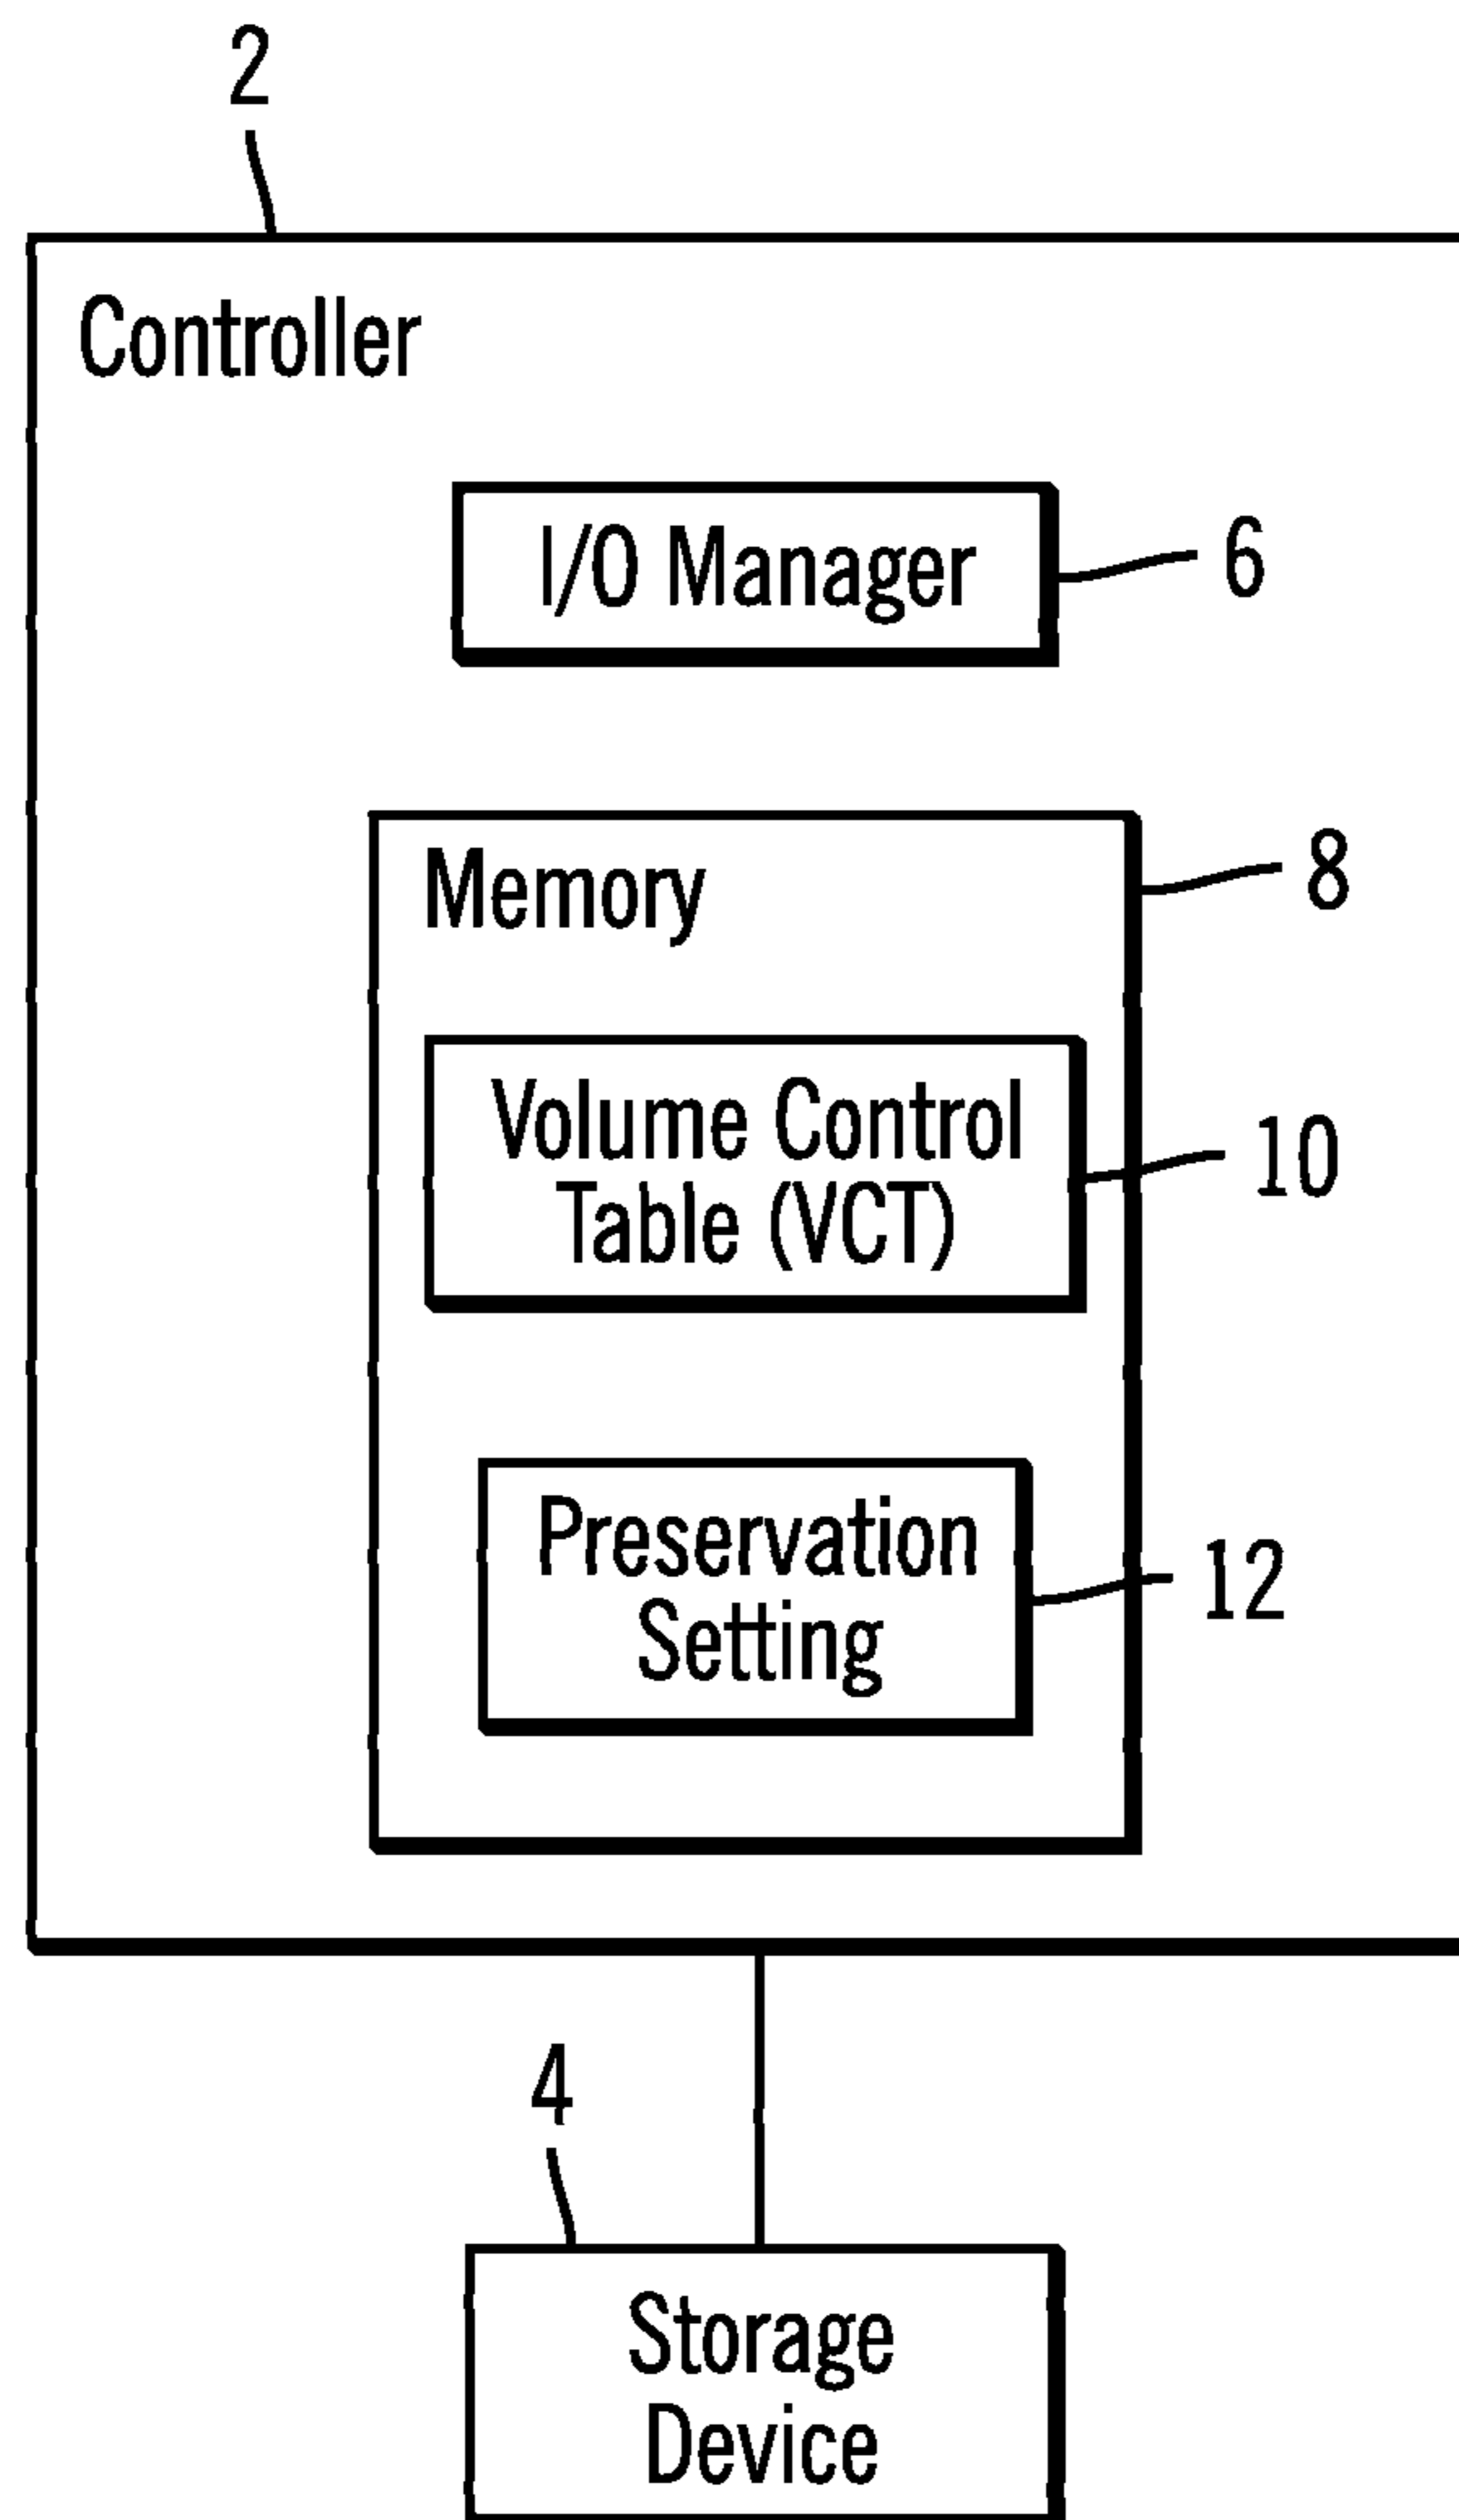 2
Controller
I/O Manager
6
Memory
8
Volume Control
Table (VCT)
10
Preservation
Setting
12
4
Storage
Device